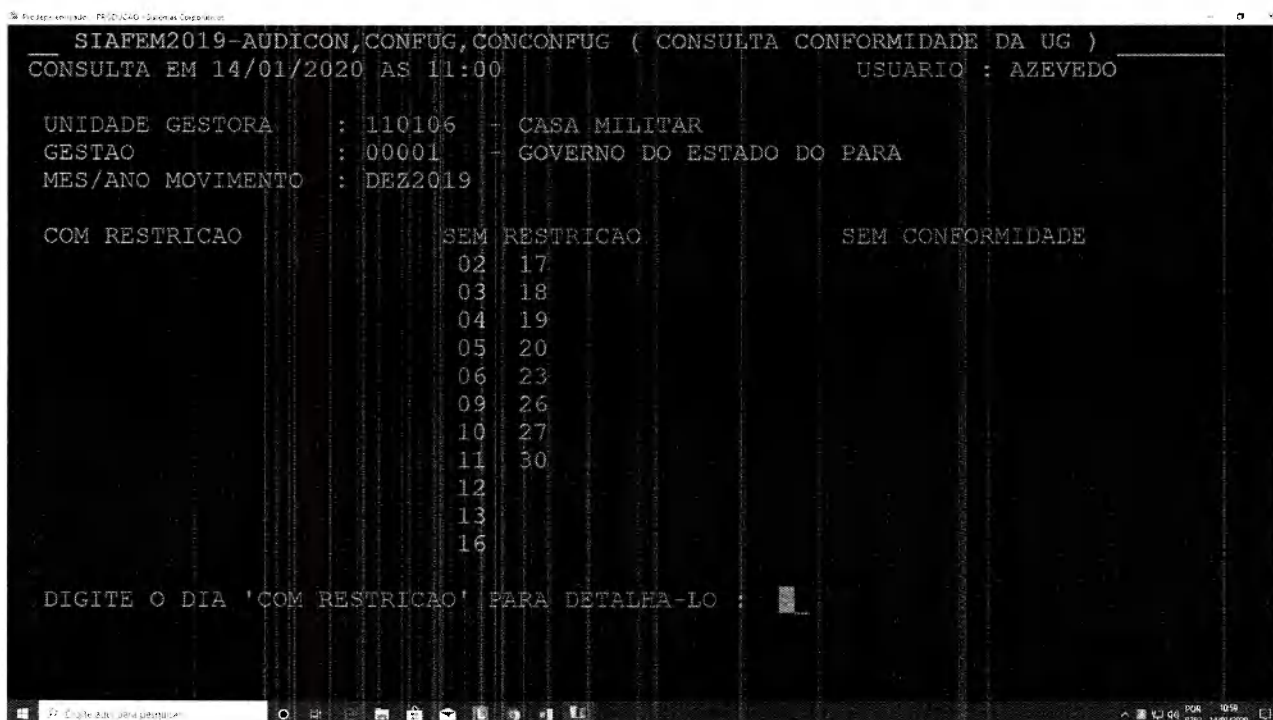 SIAFEM2019-AUDICON,CONFUG,CONCONFUG ( CONSULTA CONFORMIDADE DA UG )
CONSULTA EM 14/01/2020 AS 11:00 USUARIO : AZEVEDO
UNIDADE GESTORA : 110106 - CASA MILITAR
GESTAO : 00001 - GOVERNO DO ESTADO DO PARA
MES/ANO MOVIMENTO : DEZ2019
COM RESTRICAO SEM RESTRICAO SEM CONFORMIDADE
02 17
03 18
04 19
05 20
06 23
09 26
10 27
11 30
12
13
16
DIGITE O DIA 'COM RESTRICAO' PARA DETALHA-LO :
POR 10:59